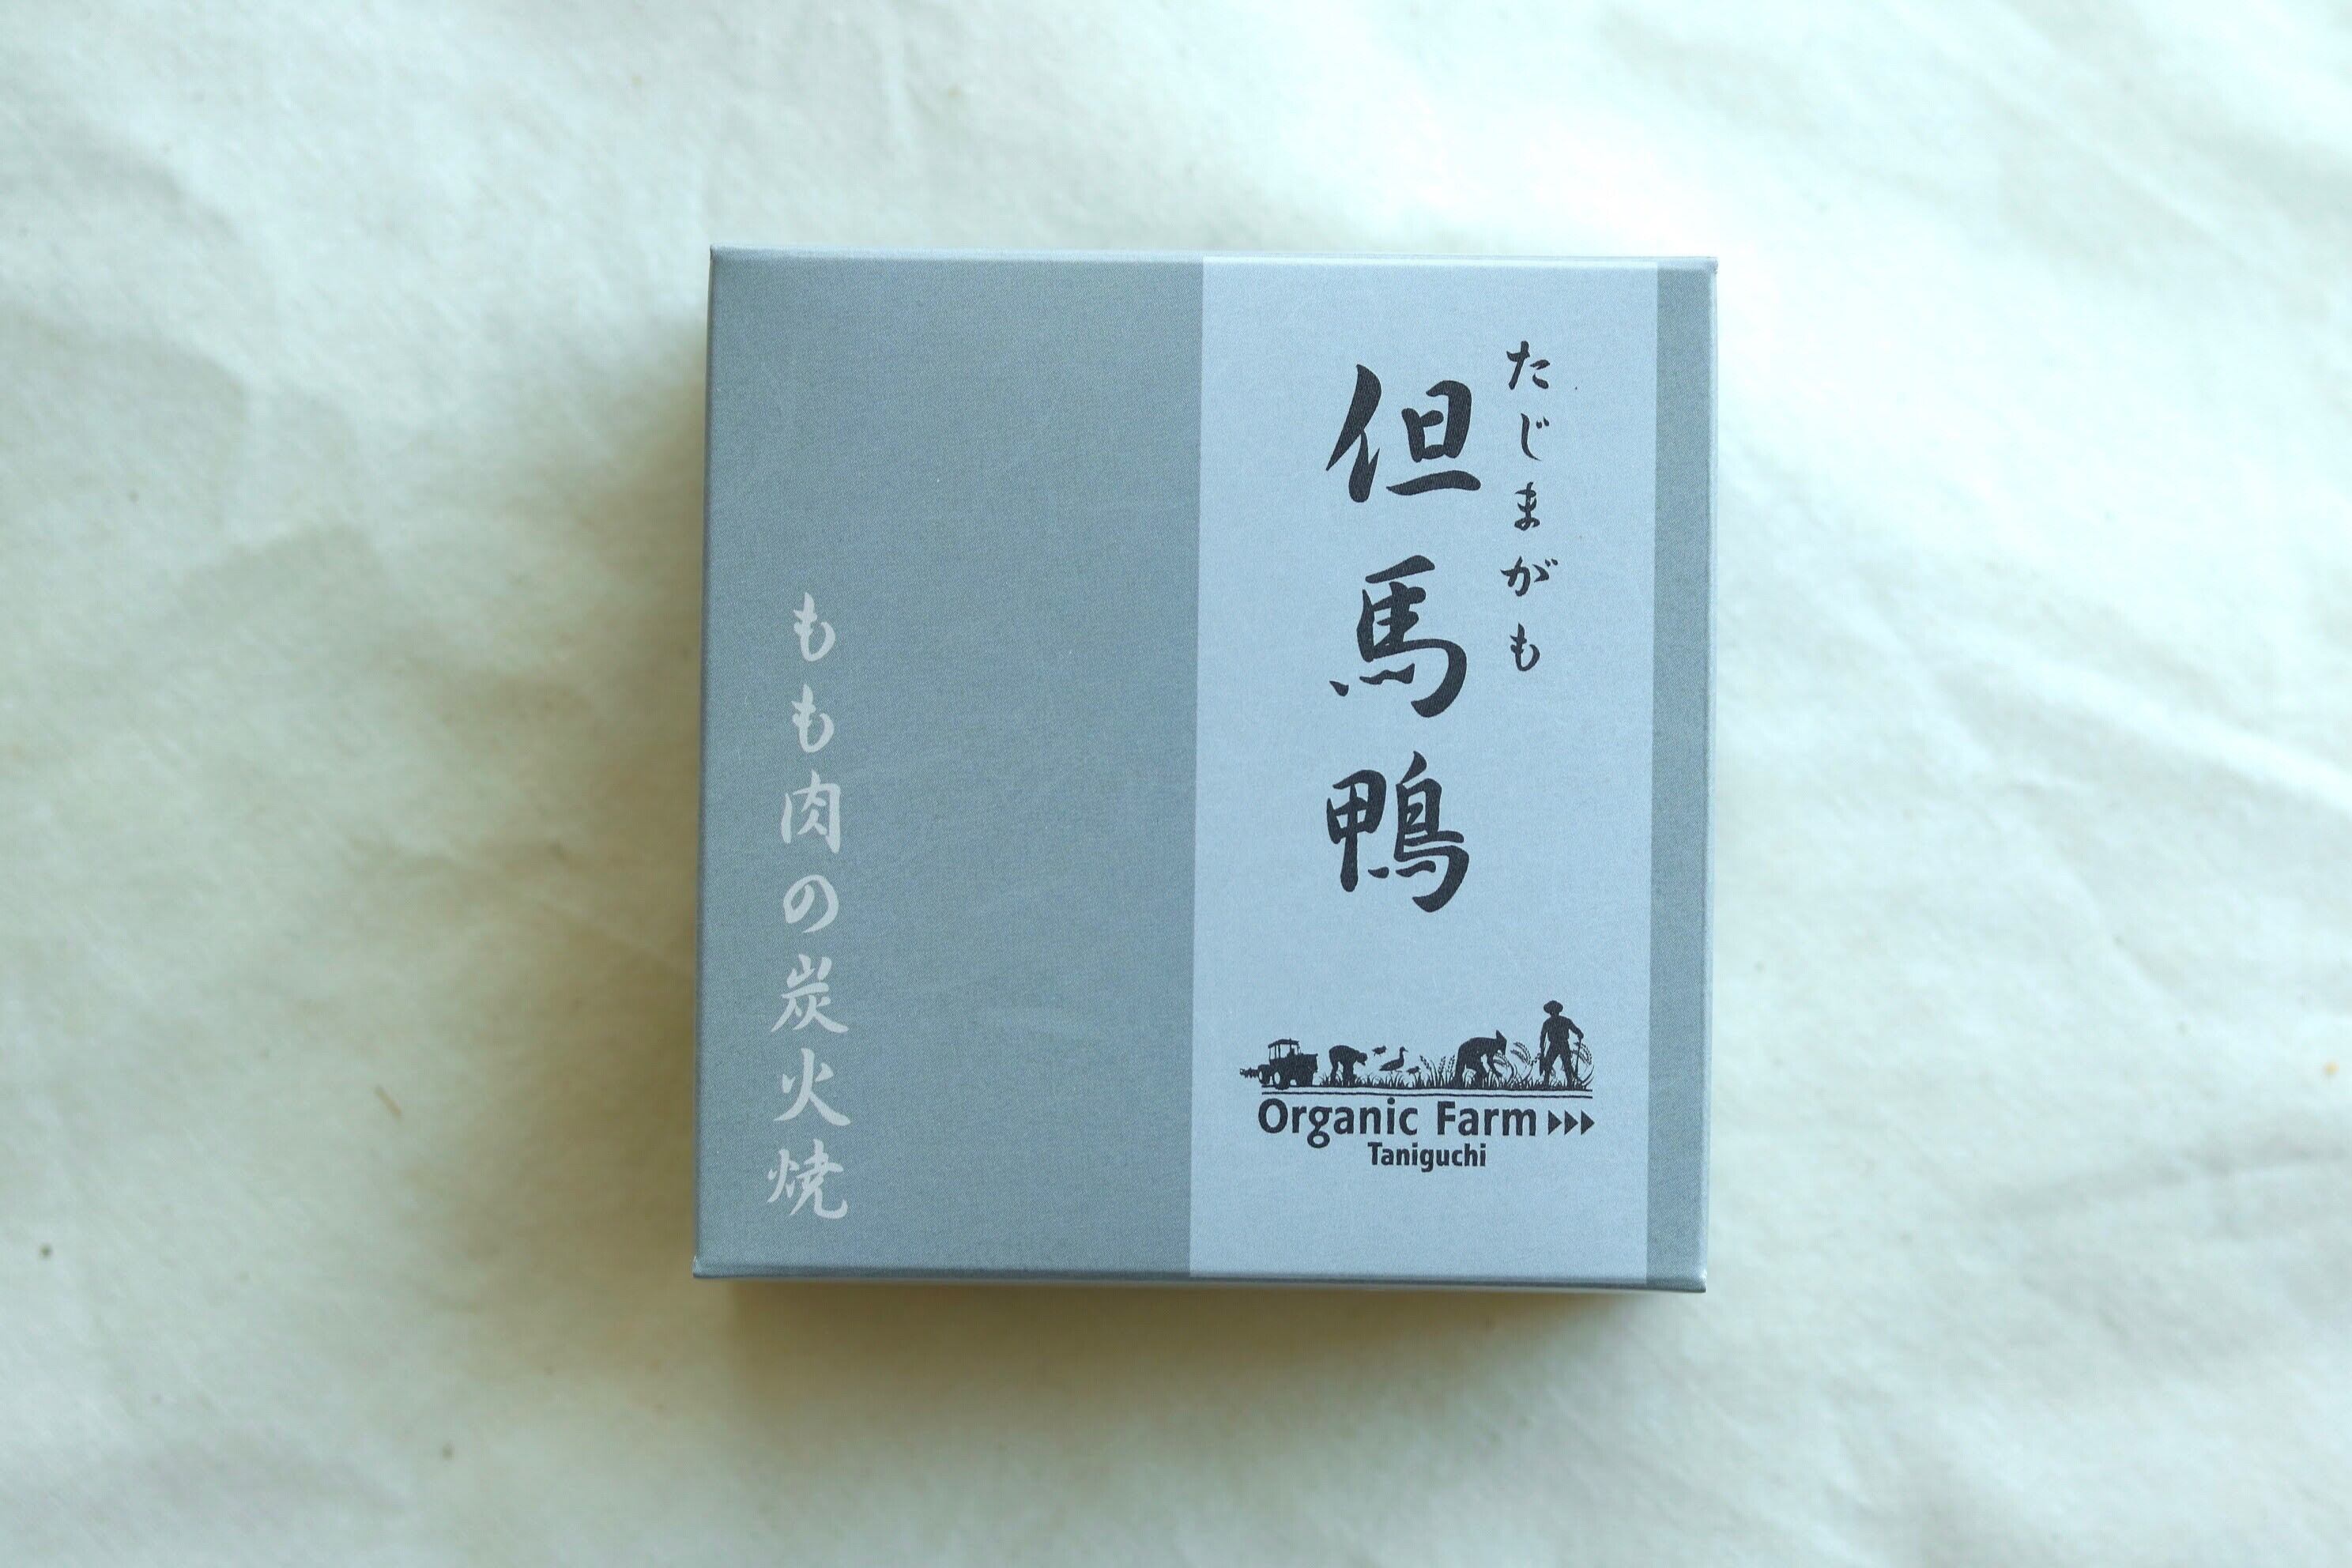 たじまがも
但馬鴨
Organic Farm
Taniguchi
もも肉の炭火焼